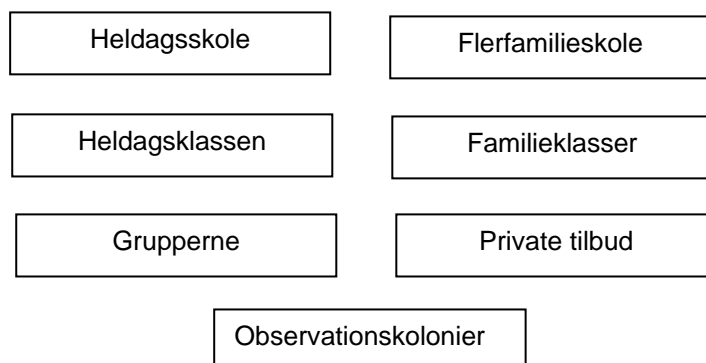 Heldagsskole
Flerfamilieskole
Heldagsklassen
Familieklasser
Grupperne
Private tilbud
Observationskolonier